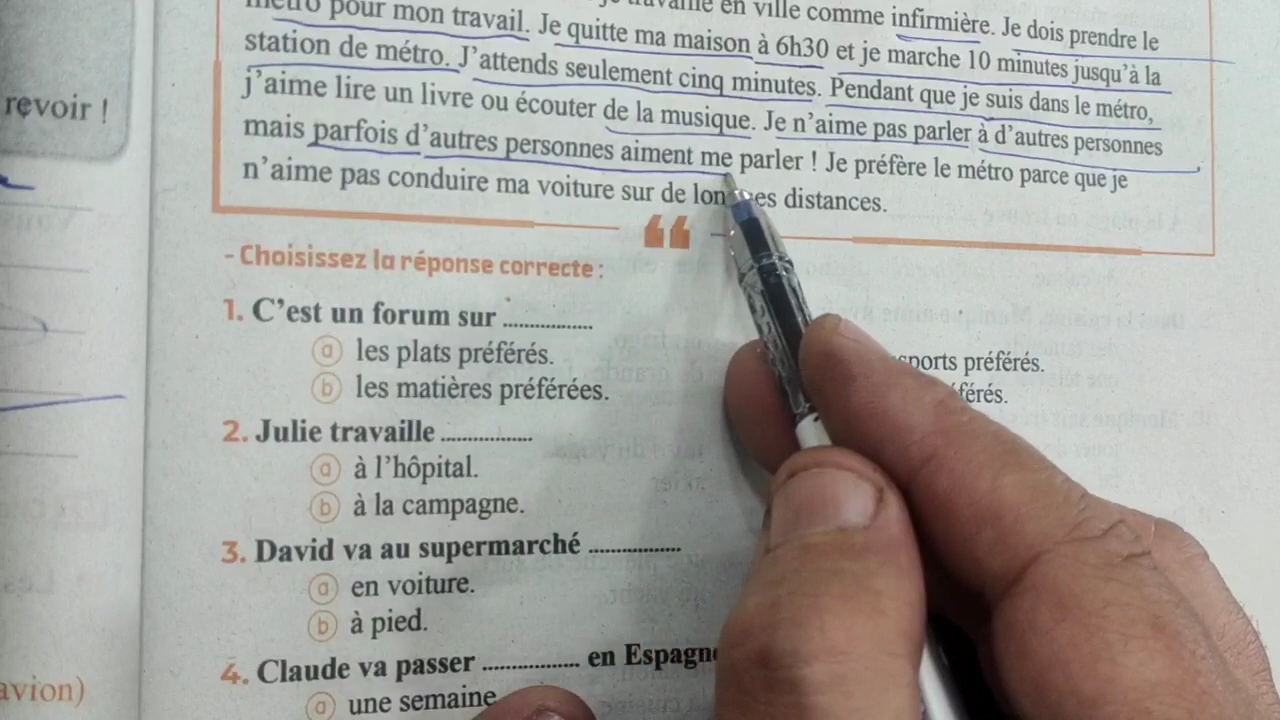 en ville comme infirmière. Je dois prendre le
métro pour mon travail. Je quitte ma maison à 6h30 et je marche 10 minutes jusqu'à la
station de métro. J'attends seulement cinq minutes. Pendant que je suis dans le métro,
j'aime lire un livre ou écouter de la musique. Je n'aime pas parler à d'autres personnes
mais parfois d'autres personnes aiment me parler ! Je préfère le métro parce que je
n'aime pas conduire ma voiture sur de longues distances.
revoir !
- Choisissez la réponse correcte :
1. C'est un forum sur ................
a les plats préférés.
sports préférés.
b les matières préférées.
férés.
2. Julie travaille ................
a à l'hôpital.
b à la campagne.
3. David va au supermarché ................
a en voiture.
b à pied.
4. Claude va passer ................ en Espagne
a une semaine
avion)